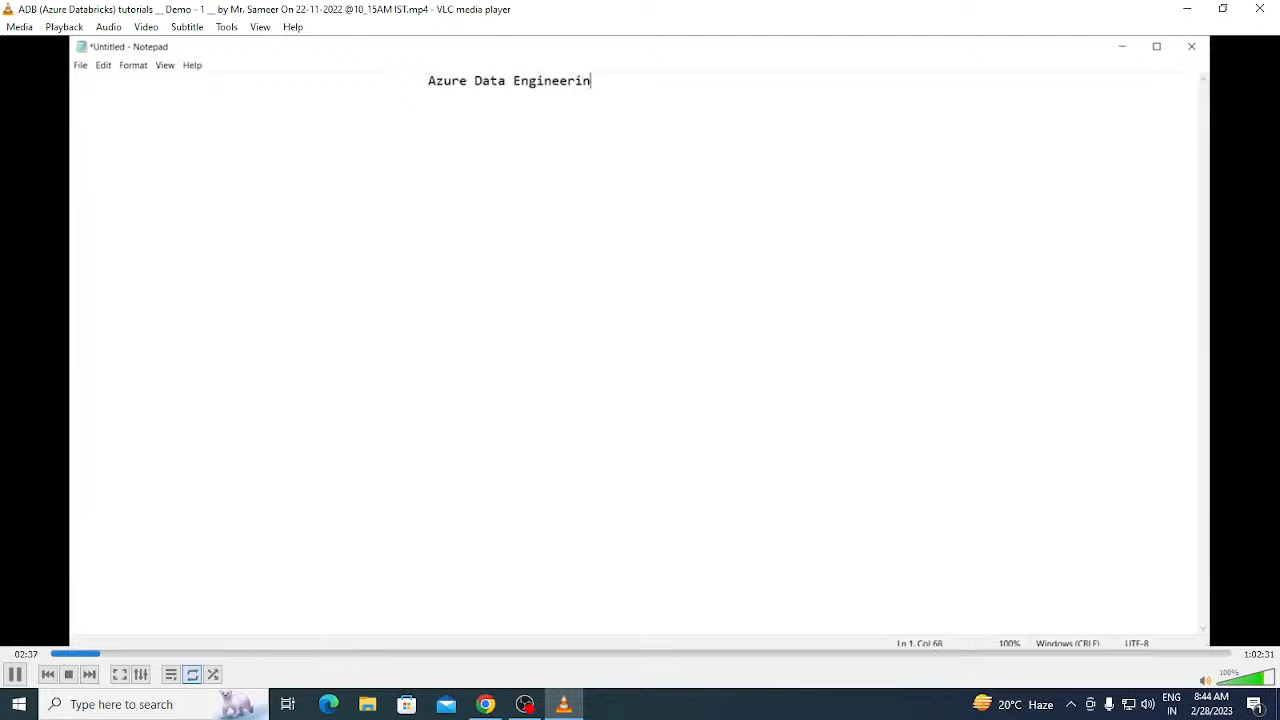 ADB (Azure Databricks) tutorials __ Demo - 1 __ by Mr. Sameer On 22-11-2022 @10_15AM IST.mp4 - VLC media player
Media Playback Audio Video Subtitle Tools View Help
*Untitled - Notepad
File Edit Format View Help
Azure Data Engineerin
Ln 1, Col 68 100% Windows (CRLF) UTF-8
02:37 1:02:31
100%
Type here to search
20°C Haze
ENG
IN
8:44 AM
2/28/2023
1